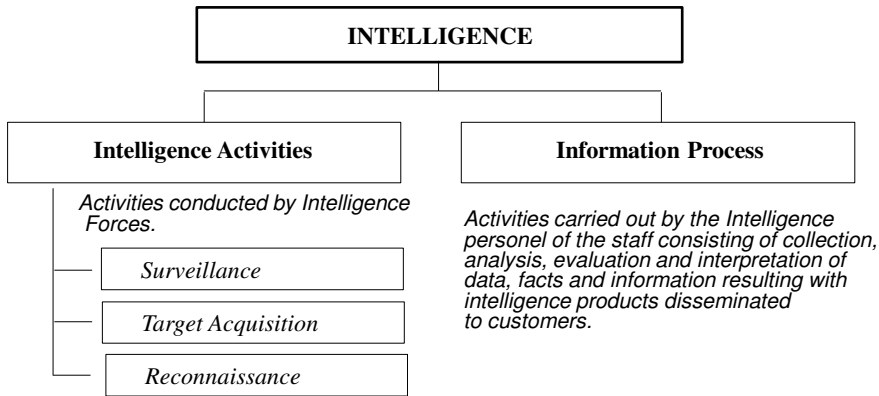 INTELLIGENCE
Intelligence Activities
Activities conducted by Intelligence
Forces.
Surveillance
Target Acquisition
Reconnaissance
Information Process
Activities carried out by the Intelligence
personel of the staff consisting of collection,
analysis, evaluation and interpretation of
data, facts and information resulting with
intelligence products disseminated
to customers.